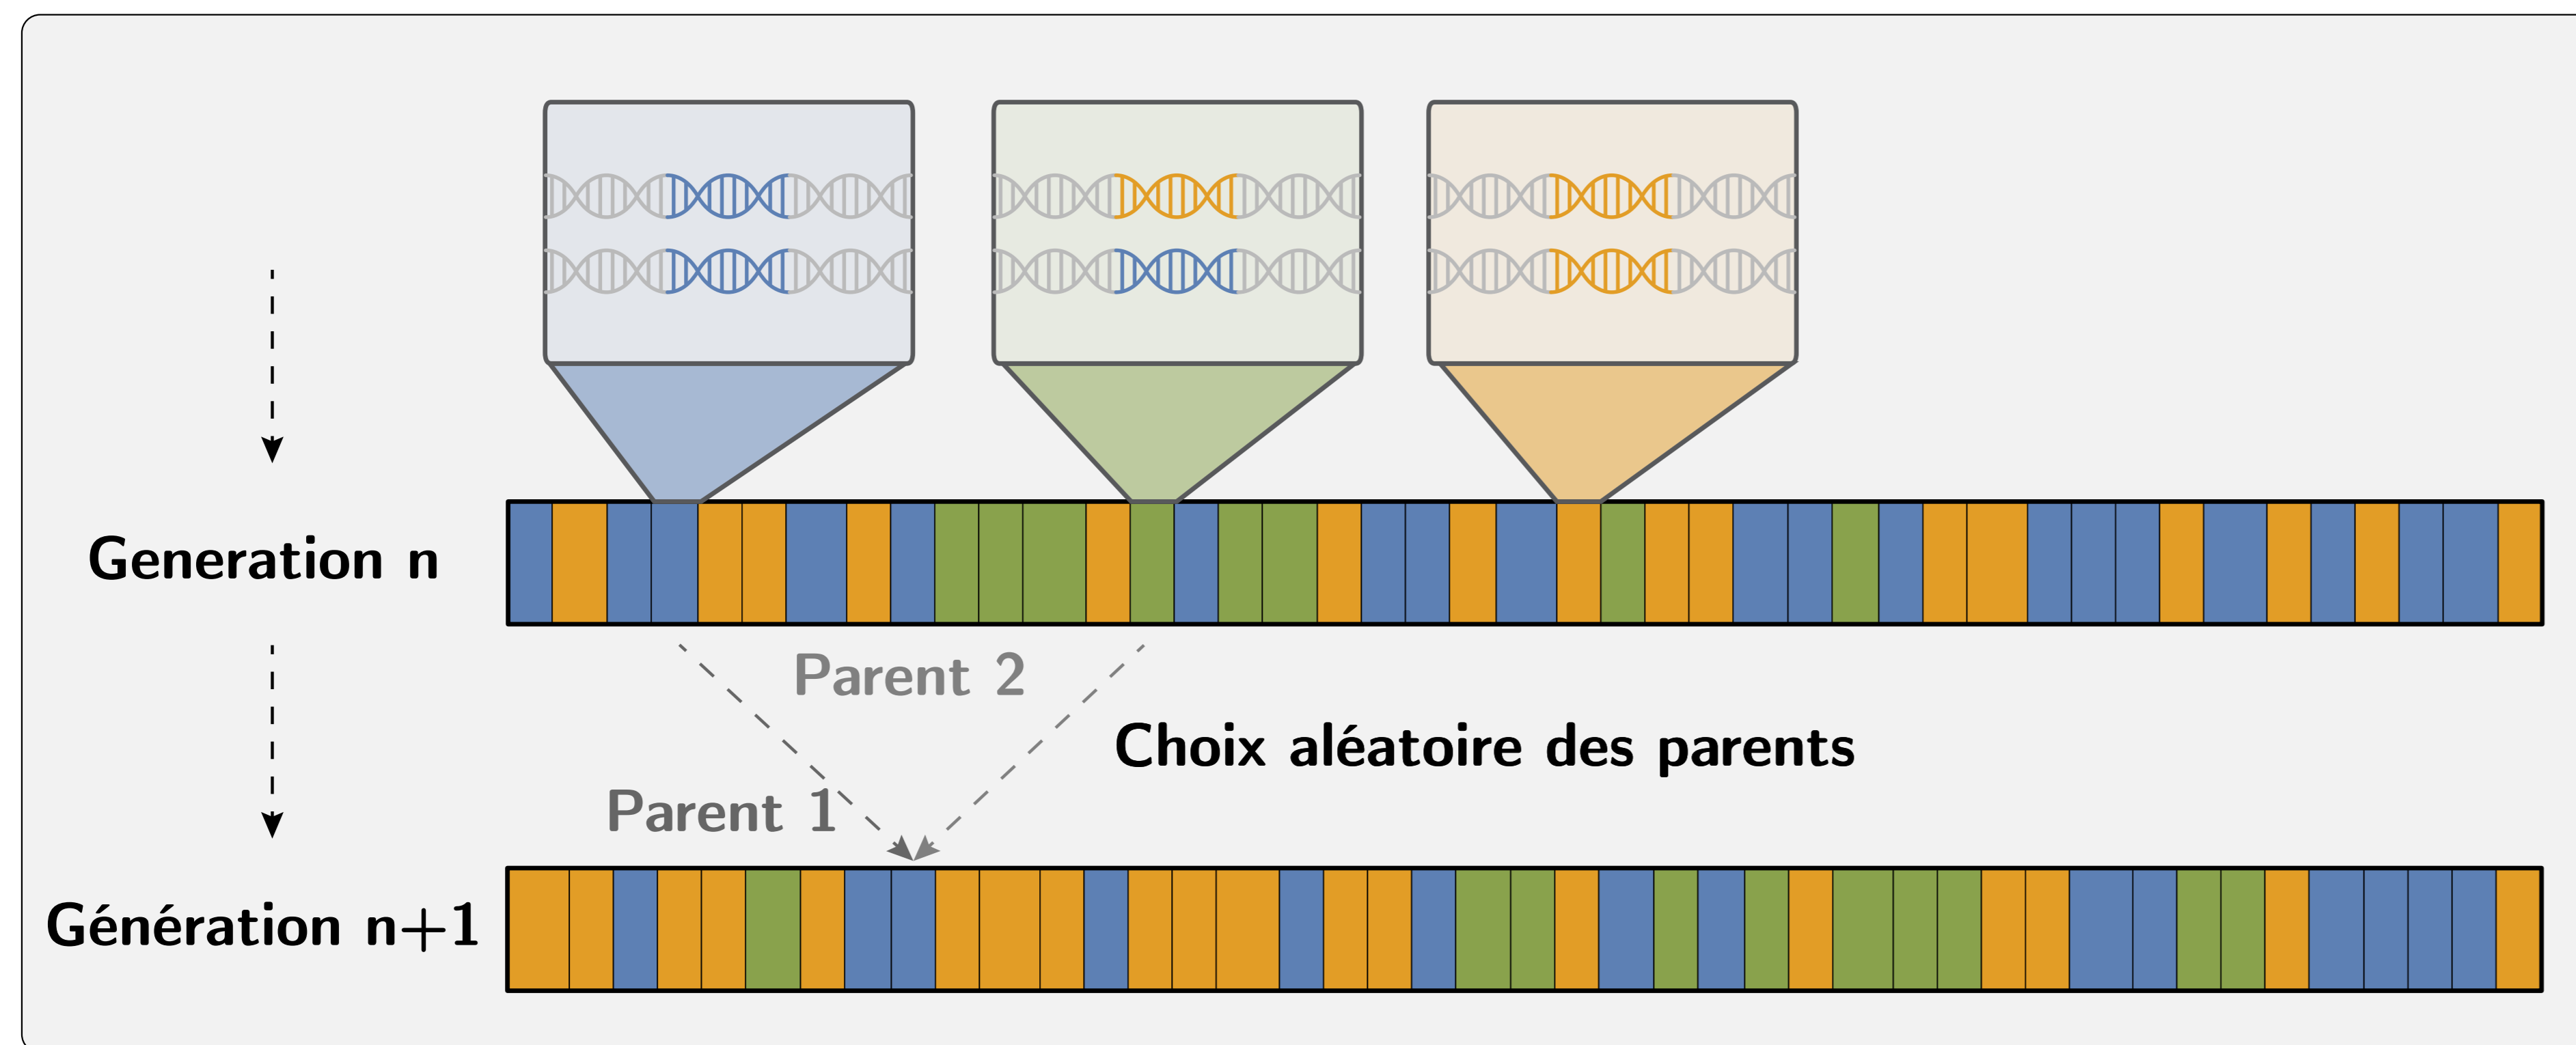 Generation n
Parent 2
Choix aléatoire des parents
Parent 1
Génération n+1